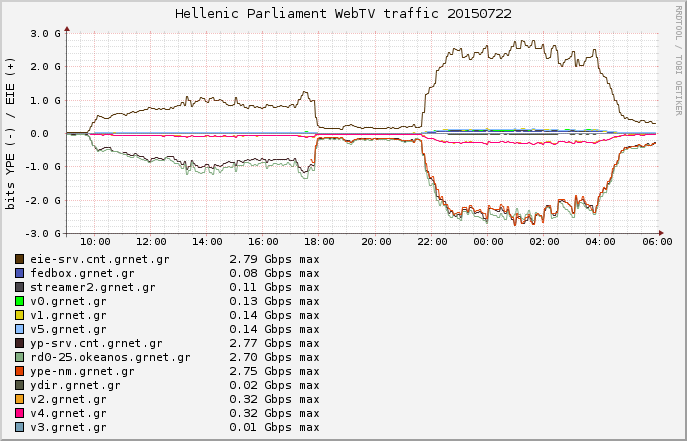 Hellenic Parliament WebTV traffic 20150722
RRDTOOL / TOBI OETIKER
bits YPE (-) / EIE (+)
3.0 G
2.0 G
1.0 G
0.0
-1.0 G
-2.0 G
-3.0 G
10:00 12:00 14:00 16:00 18:00 20:00 22:00 00:00 02:00 04:00 06:00
eie-srv.cnt.grnet.gr 2.79 Gbps max
fedbox.grnet.gr 0.08 Gbps max
streamer2.grnet.gr 0.11 Gbps max
v0.grnet.gr 0.13 Gbps max
v1.grnet.gr 0.14 Gbps max
v5.grnet.gr 0.14 Gbps max
yp-srv.cnt.grnet.gr 2.77 Gbps max
rd0-25.okeanos.grnet.gr 2.70 Gbps max
ype-nm.grnet.gr 2.75 Gbps max
ydir.grnet.gr 0.02 Gbps max
v2.grnet.gr 0.32 Gbps max
v4.grnet.gr 0.32 Gbps max
v3.grnet.gr 0.01 Gbps max